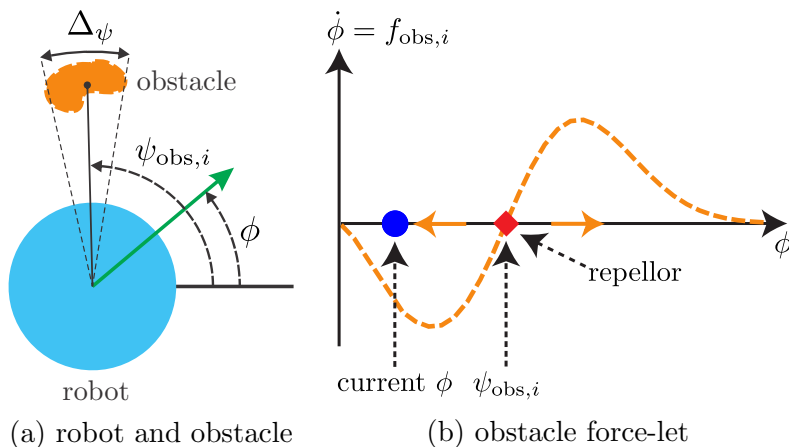 Δ_ψ
obstacle
ψ_obs,i
ϕ
robot
(a) robot and obstacle
ϕ̇ = f_obs,i
ϕ
repellor
current ϕ
ψ_obs,i
(b) obstacle force-let